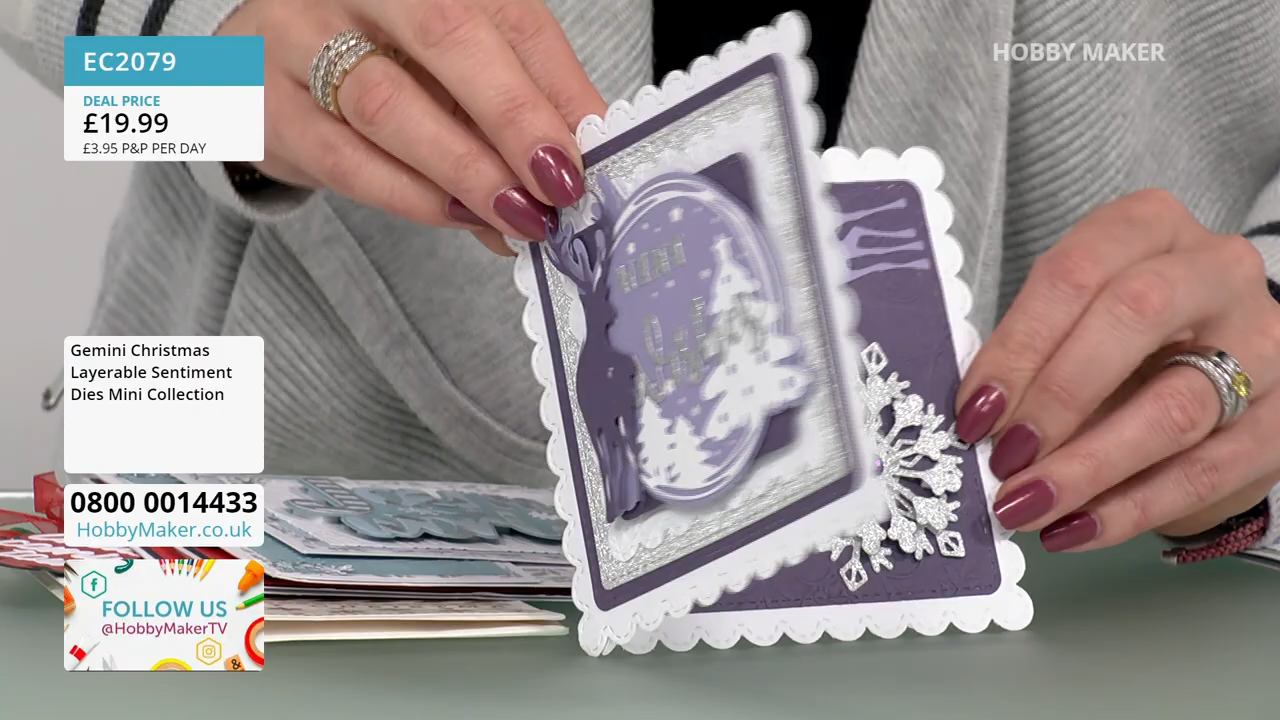 EC2079
DEAL PRICE
£19.99
£3.95 P&P PER DAY
HOBBY MAKER
Gemini Christmas
Layerable Sentiment
Dies Mini Collection
0800 0014433
HobbyMaker.co.uk
FOLLOW US
@HobbyMakerTV
&